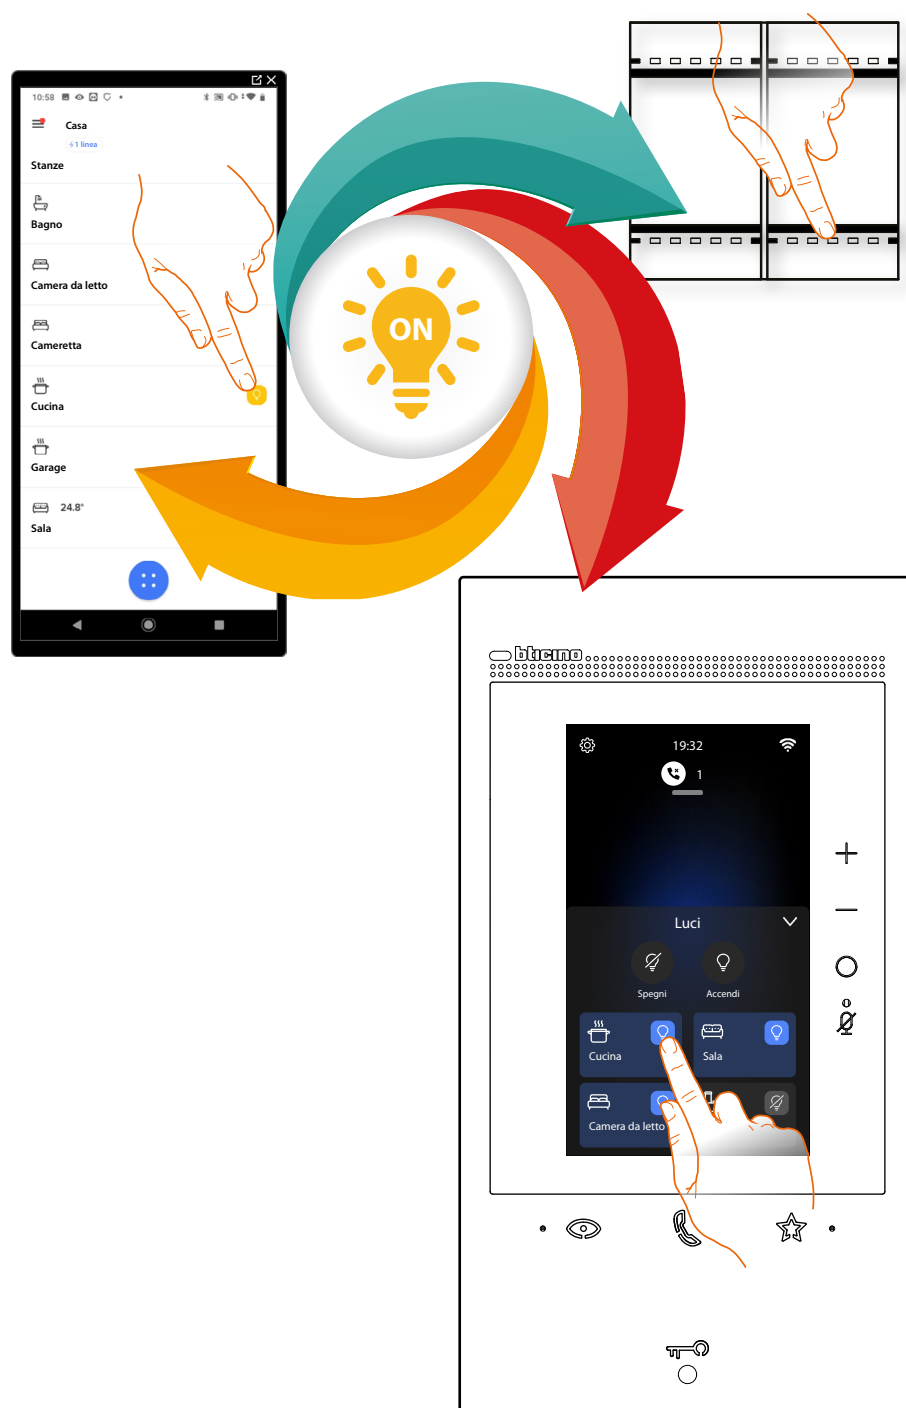 10:58
Casa
1 linea
Stanze
Bagno
Camera da letto
Cameretta
Cucina
Garage
24.8°
Sala
ON
bticino
19:32
1
Luci
Spegni
Accendi
Cucina
Sala
Camera da letto